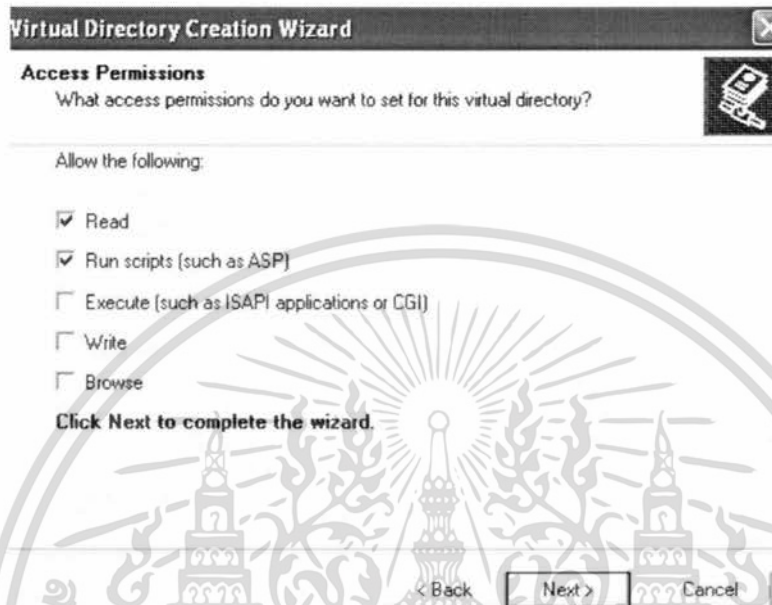 Virtual Directory Creation Wizard
Access Permissions
What access permissions do you want to set for this virtual directory?
Allow the following:
Read
Run scripts (such as ASP)
Execute (such as ISAPI applications or CGI)
Write
Browse
Click Next to complete the wizard.
< Back Next > Cancel